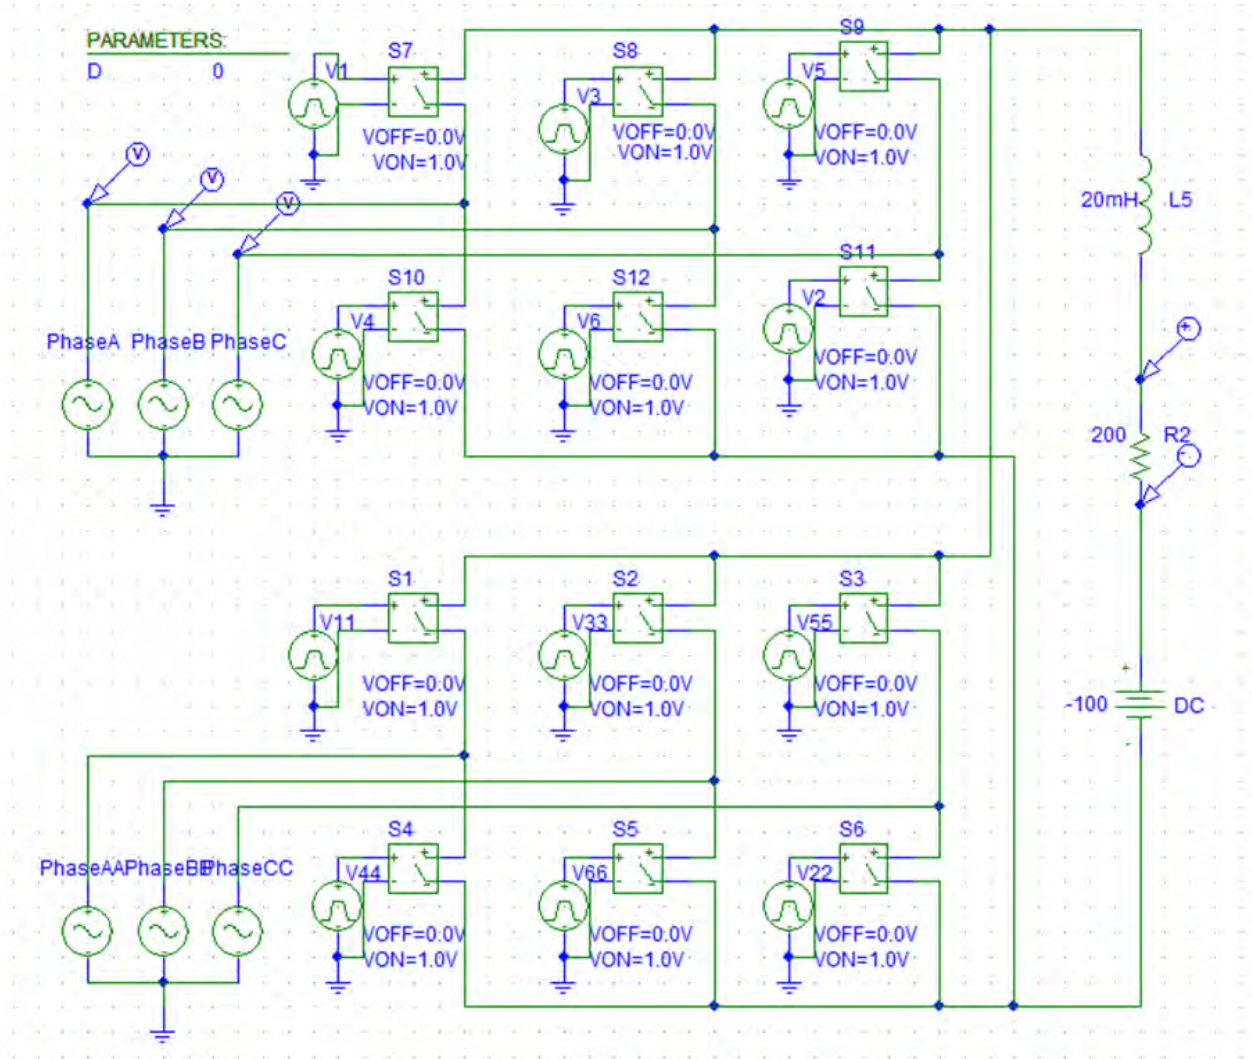 PARAMETERS:
D 0
S7
V1
VOFF=0.0V
VON=1.0V
S8
V3
VOFF=0.0V
VON=1.0V
S9
V5
VOFF=0.0V
VON=1.0V
V
V
V
S10
V4
VOFF=0.0V
VON=1.0V
S12
V6
VOFF=0.0V
VON=1.0V
S11
V2
VOFF=0.0V
VON=1.0V
20mH L5
PhaseA PhaseB PhaseC
200 R2
S1
V11
VOFF=0.0V
VON=1.0V
S2
V33
VOFF=0.0V
VON=1.0V
S3
V55
VOFF=0.0V
VON=1.0V
-100 DC
S4
V44
VOFF=0.0V
VON=1.0V
S5
V66
VOFF=0.0V
VON=1.0V
S6
V22
VOFF=0.0V
VON=1.0V
PhaseAA PhaseBB PhaseCC